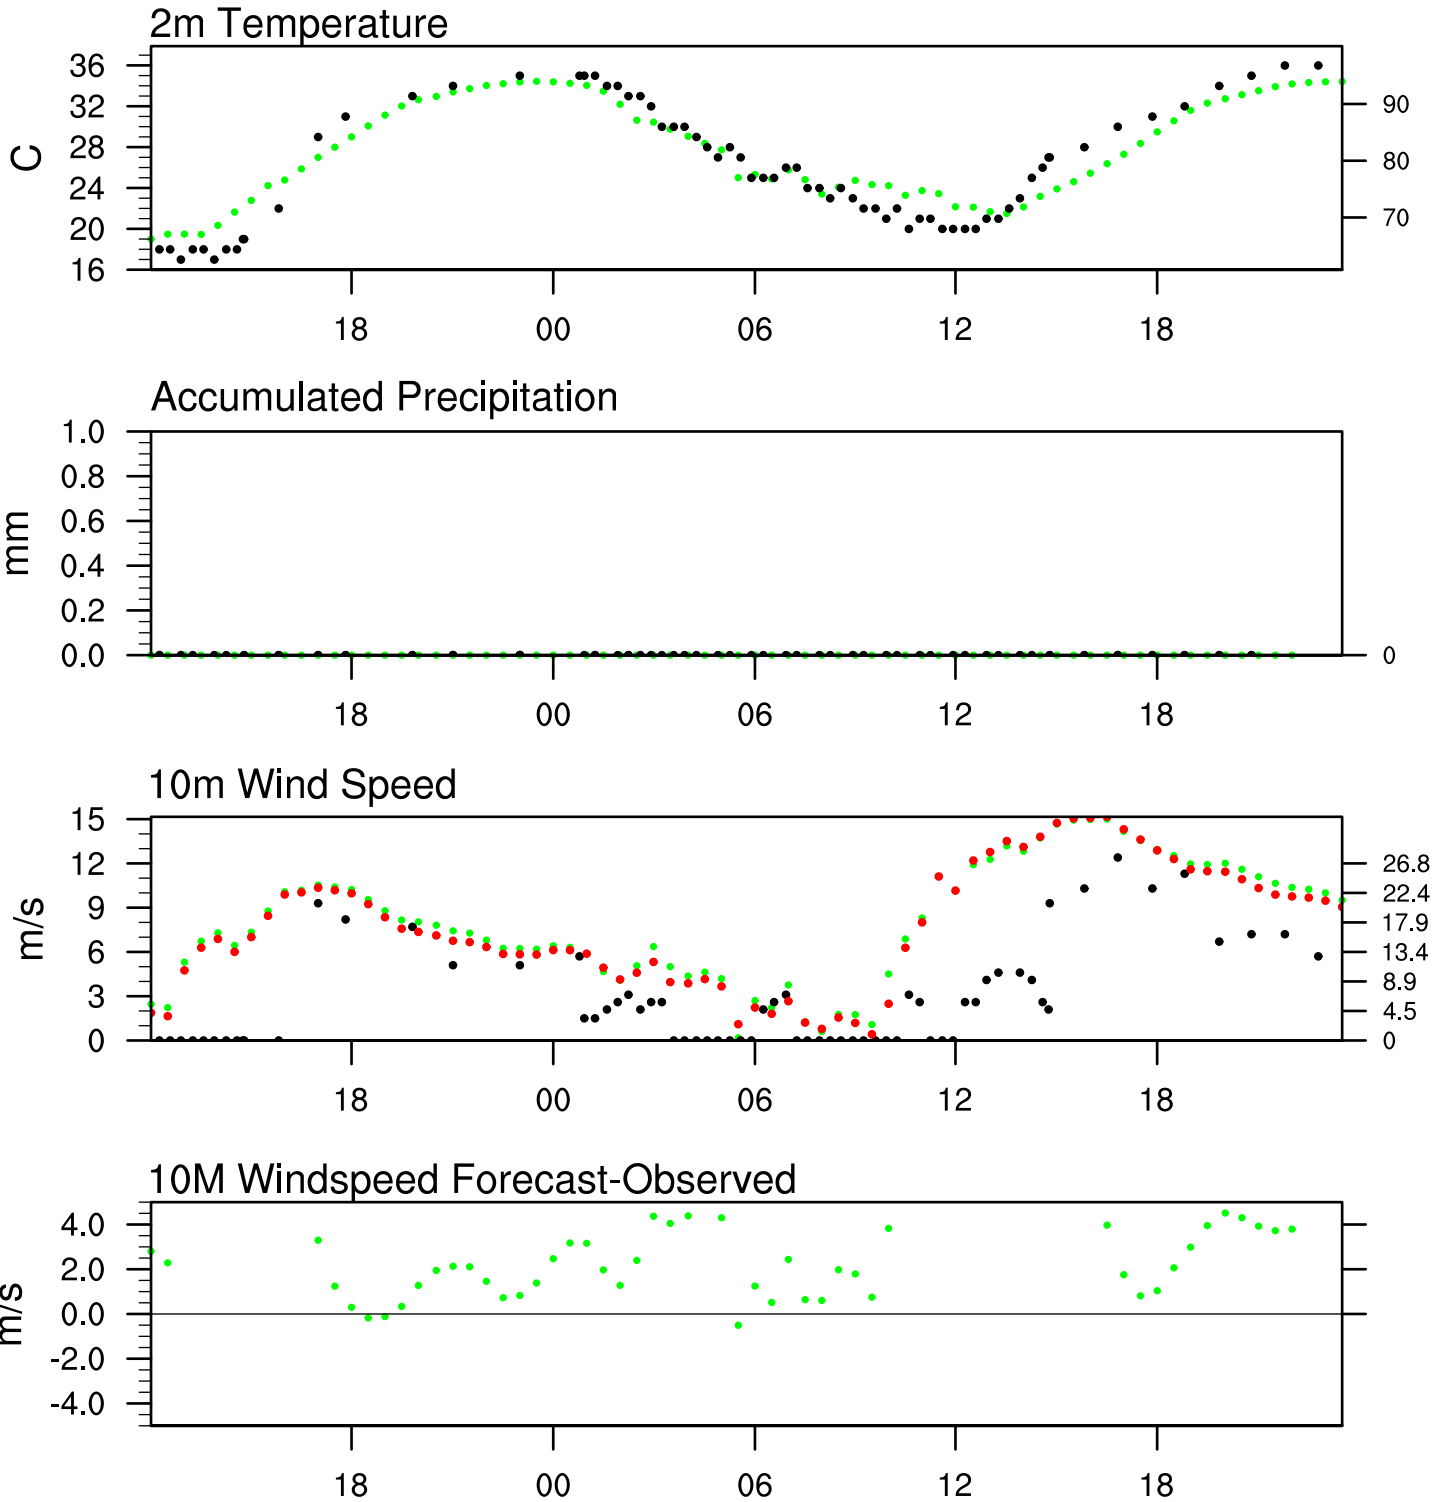 2m Temperature
36
32
28
24
20
16
C
90
80
70
18 00 06 12 18
Accumulated Precipitation
1.0
0.8
0.6
0.4
0.2
0.0
mm
0
18 00 06 12 18
10m Wind Speed
15
12
9
6
3
0
m/s
26.8
22.4
17.9
13.4
8.9
4.5
0
18 00 06 12 18
10M Windspeed Forecast-Observed
4.0
2.0
0.0
-2.0
-4.0
m/s
18 00 06 12 18